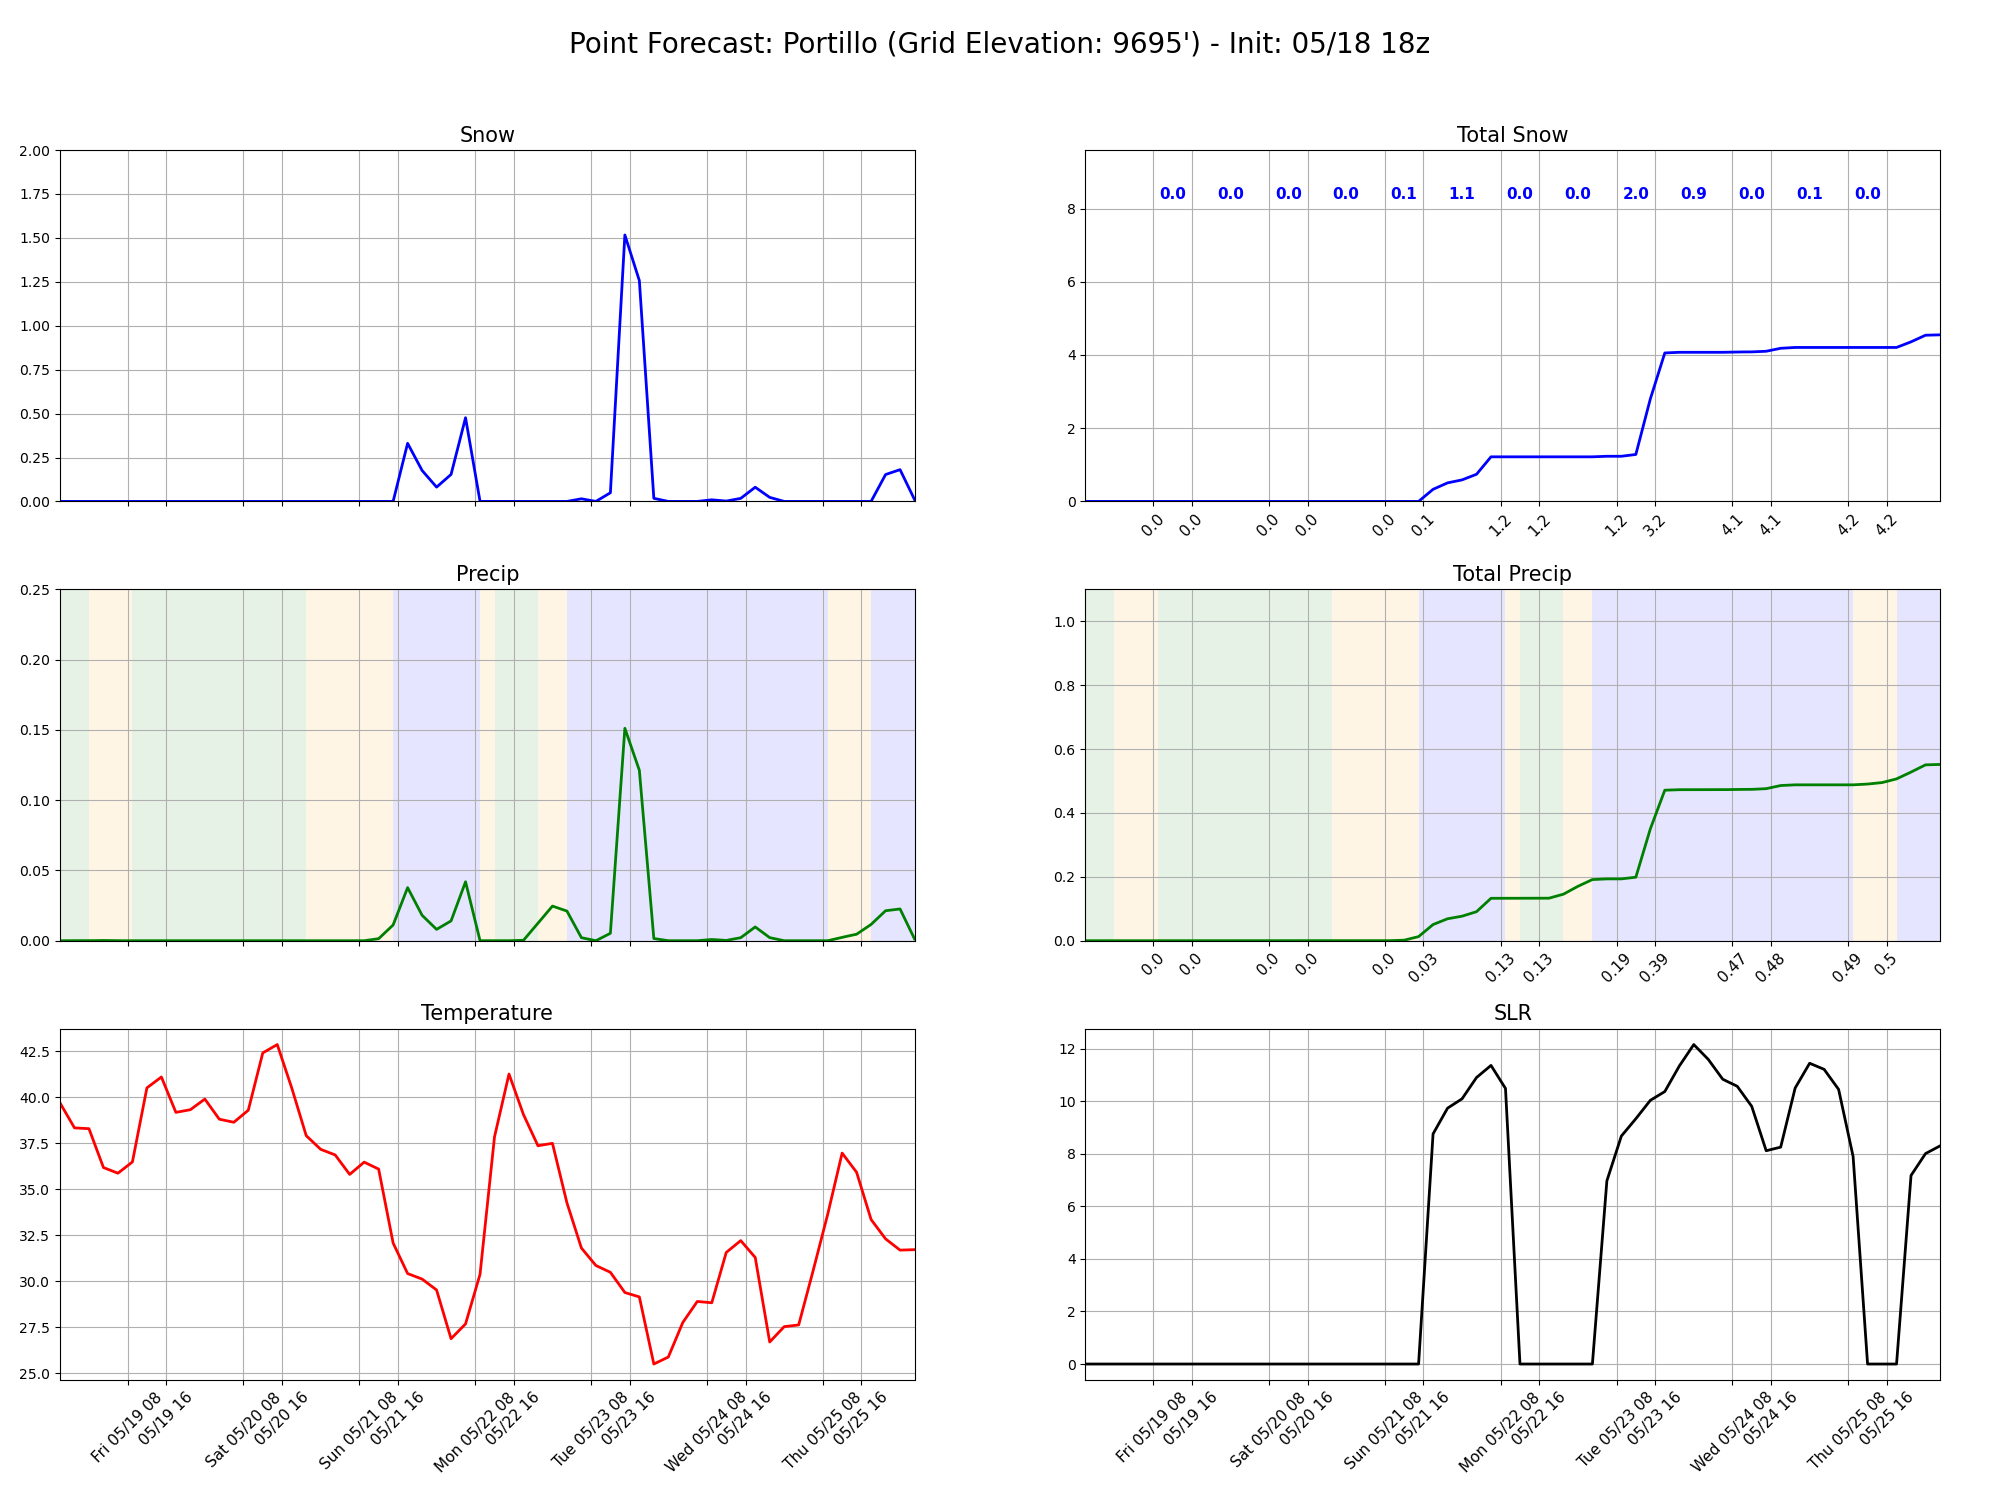 Point Forecast: Portillo (Grid Elevation: 9695') - Init: 05/18 18z
Snow
2.00
1.75
1.50
1.25
1.00
0.75
0.50
0.25
0.00
Total Snow
0.0 0.0 0.0 0.0 0.1 1.1 0.0 0.0 2.0 0.9 0.0 0.1 0.0
8
6
4
2
0
0.0 0.0 0.0 0.0 0.0 0.1 1.2 1.2 1.2 3.2 4.1 4.1 4.2 4.2
Precip
0.25
0.20
0.15
0.10
0.05
0.00
Total Precip
1.0
0.8
0.6
0.4
0.2
0.0
0.0 0.0 0.0 0.0 0.0 0.03 0.13 0.13 0.19 0.39 0.47 0.48 0.49 0.5
Temperature
42.5
40.0
37.5
35.0
32.5
30.0
27.5
25.0
Fri 05/19 08
05/19 16
Sat 05/20 08
05/20 16
Sun 05/21 08
05/21 16
Mon 05/22 08
05/22 16
Tue 05/23 08
05/23 16
Wed 05/24 08
05/24 16
Thu 05/25 08
05/25 16
SLR
12
10
8
6
4
2
0
Fri 05/19 08
05/19 16
Sat 05/20 08
05/20 16
Sun 05/21 08
05/21 16
Mon 05/22 08
05/22 16
Tue 05/23 08
05/23 16
Wed 05/24 08
05/24 16
Thu 05/25 08
05/25 16